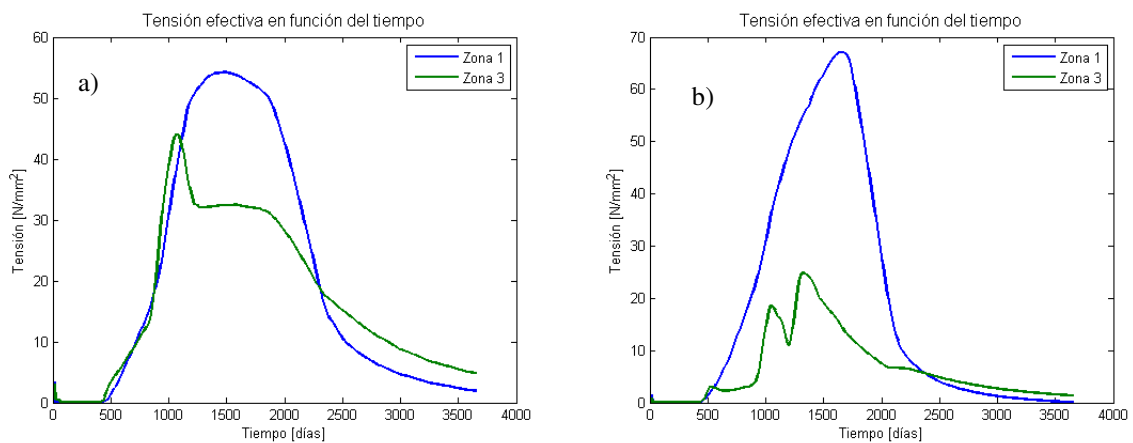 Tensión efectiva en función del tiempo
a)
Zona 1
Zona 3
Tensión [N/mm²]
60
50
40
30
20
10
0
0 500 1000 1500 2000 2500 3000 3500 4000
Tiempo [días]
Tensión efectiva en función del tiempo
b)
Zona 1
Zona 3
Tensión [N/mm²]
70
60
50
40
30
20
10
0
0 500 1000 1500 2000 2500 3000 3500 4000
Tiempo [días]